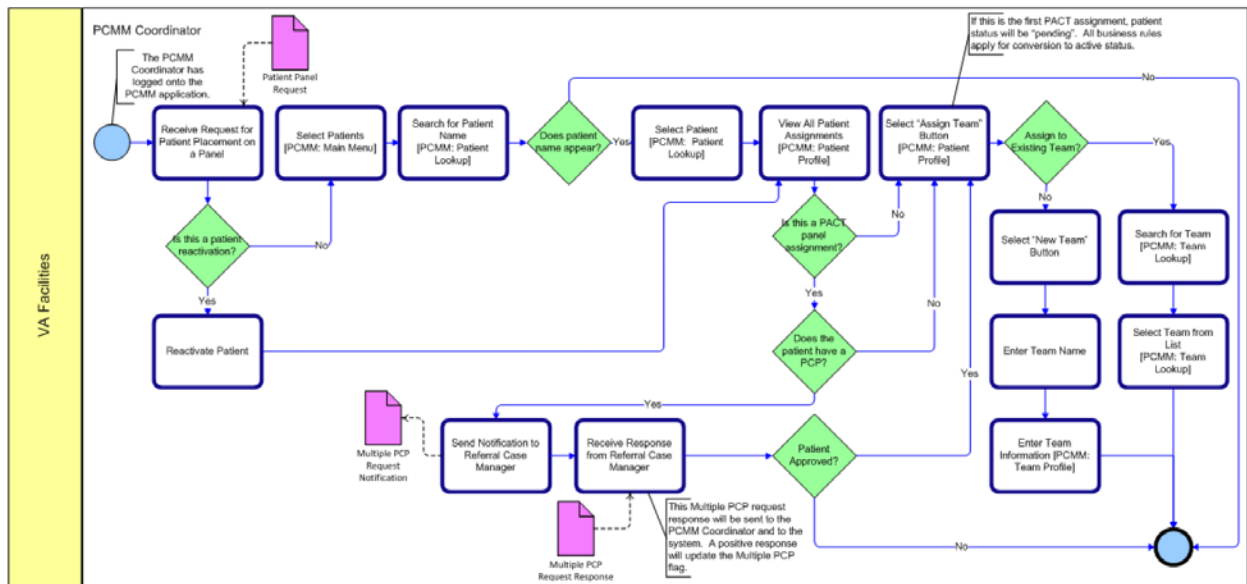 VA Facilities
PCMM Coordinator
The PCMM
Coordinator has
logged onto the
PCMM application.
Patient Panel
Request
If this is the first PACT assignment, patient
status will be “pending”.  All business rules
apply for conversion to active status.
Receive Request for
Patient Placement on
a Panel
Select Patients
[PCMM: Main Menu]
Search for Patient
Name
[PCMM: Patient
Lookup]
Does patient
name appear?
No
Yes
Select Patient
[PCMM:  Patient
Lookup]
View All Patient
Assignments
[PCMM: Patient
Profile]
Select “Assign Team”
Button
[PCMM: Patient
Profile]
Assign to
Existing Team?
Yes
No
Is this a patient
reactivation?
No
Yes
Is this a PACT
panel
assignment?
No
Yes
Select “New Team”
Button
Search for Team
[PCMM: Team
Lookup]
Reactivate Patient
Does the
patient have a
PCP?
No
Yes
Enter Team Name
Select Team from
List
[PCMM: Team
Lookup]
Multiple PCP
Request
Notification
Send Notification to
Referral Case
Manager
Receive Response
from Referral Case
Manager
Patient
Approved?
Yes
No
Enter Team
Information [PCMM:
Team Profile]
Multiple PCP
Request Response
This Multiple PCP request
response will be sent to the
PCMM Coordinator and to the
system.  A positive response
will update the Multiple PCP
flag.